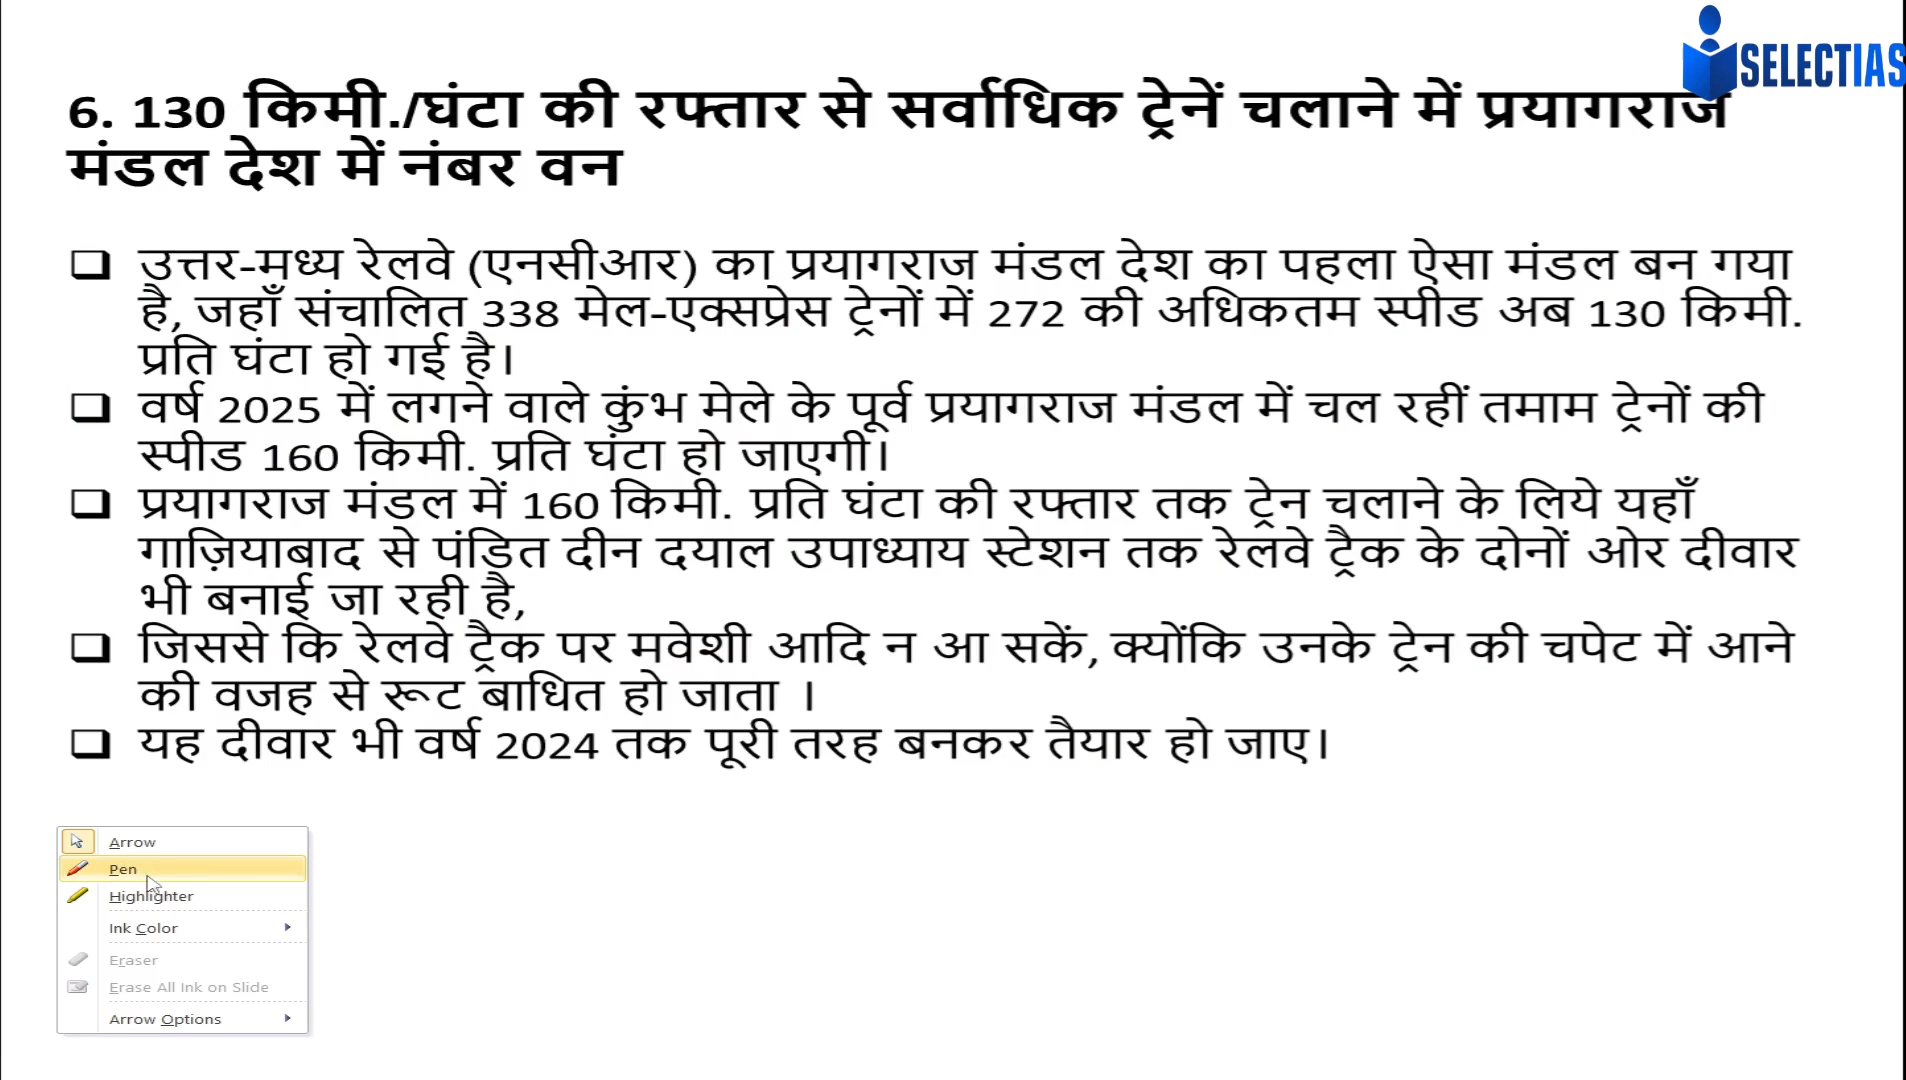 SELECTIAS
6. 130 किमी./घंटा की रफ्तार से सर्वाधिक ट्रेनें चलाने में प्रयागराज
मंडल देश में नंबर वन
उत्तर-मध्य रेलवे (एनसीआर) का प्रयागराज मंडल देश का पहला ऐसा मंडल बन गया
है, जहाँ संचालित 338 मेल-एक्सप्रेस ट्रेनों में 272 की अधिकतम स्पीड अब 130 किमी.
प्रति घंटा हो गई है।
वर्ष 2025 में लगने वाले कुंभ मेले के पूर्व प्रयागराज मंडल में चल रहीं तमाम ट्रेनों की
स्पीड 160 किमी. प्रति घंटा हो जाएगी।
प्रयागराज मंडल में 160 किमी. प्रति घंटा की रफ्तार तक ट्रेन चलाने के लिये यहाँ
गाज़ियाबाद से पंडित दीन दयाल उपाध्याय स्टेशन तक रेलवे ट्रैक के दोनों ओर दीवार
भी बनाई जा रही है,
जिससे कि रेलवे ट्रैक पर मवेशी आदि न आ सकें, क्योंकि उनके ट्रेन की चपेट में आने
की वजह से रूट बाधित हो जाता ।
यह दीवार भी वर्ष 2024 तक पूरी तरह बनकर तैयार हो जाए।
Arrow
Pen
Highlighter
Ink Color
Eraser
Erase All Ink on Slide
Arrow Options